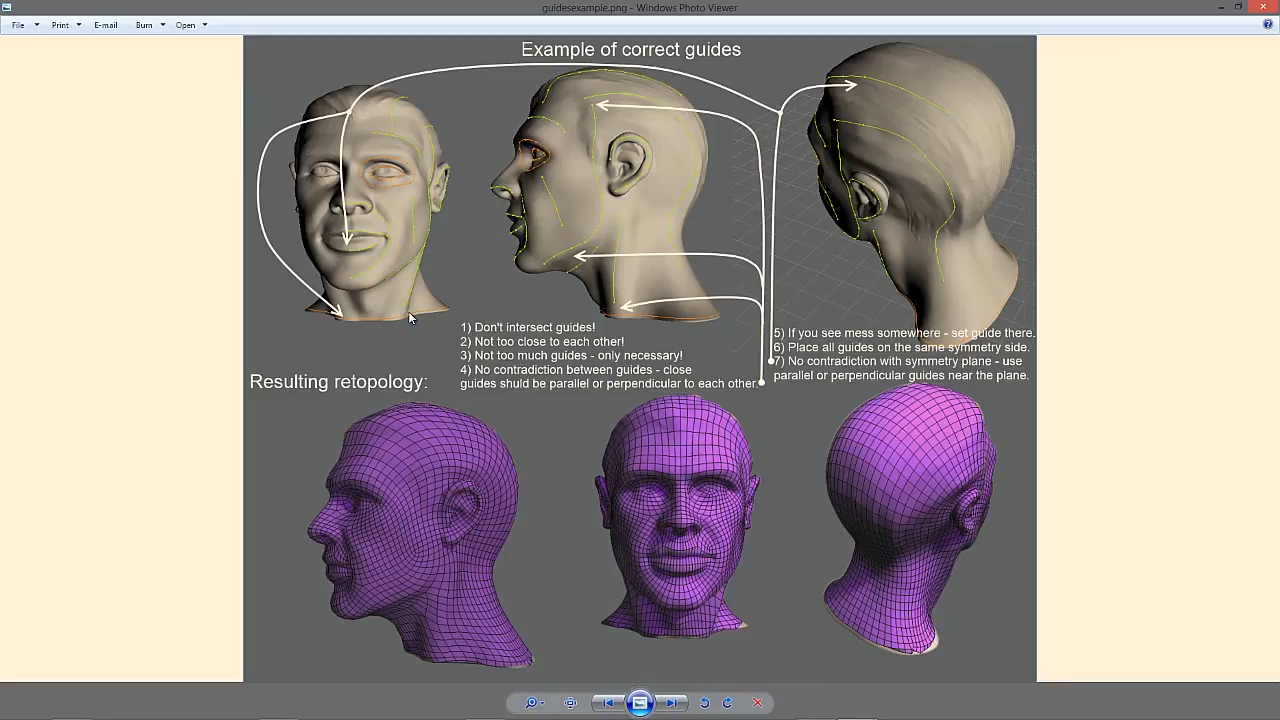 guidesexample.png - Windows Photo Viewer
File Print E-mail Burn Open
Example of correct guides
1) Don't intersect guides!
2) Not too close to each other!
3) Not too much guides - only necessary!
4) No contradiction between guides - close
guides shuld be parallel or perpendicular to each other.
5) If you see mess somewhere - set guide there.
6) Place all guides on the same symmetry side.
7) No contradiction with symmetry plane - use
parallel or perpendicular guides near the plane.
Resulting retopology: